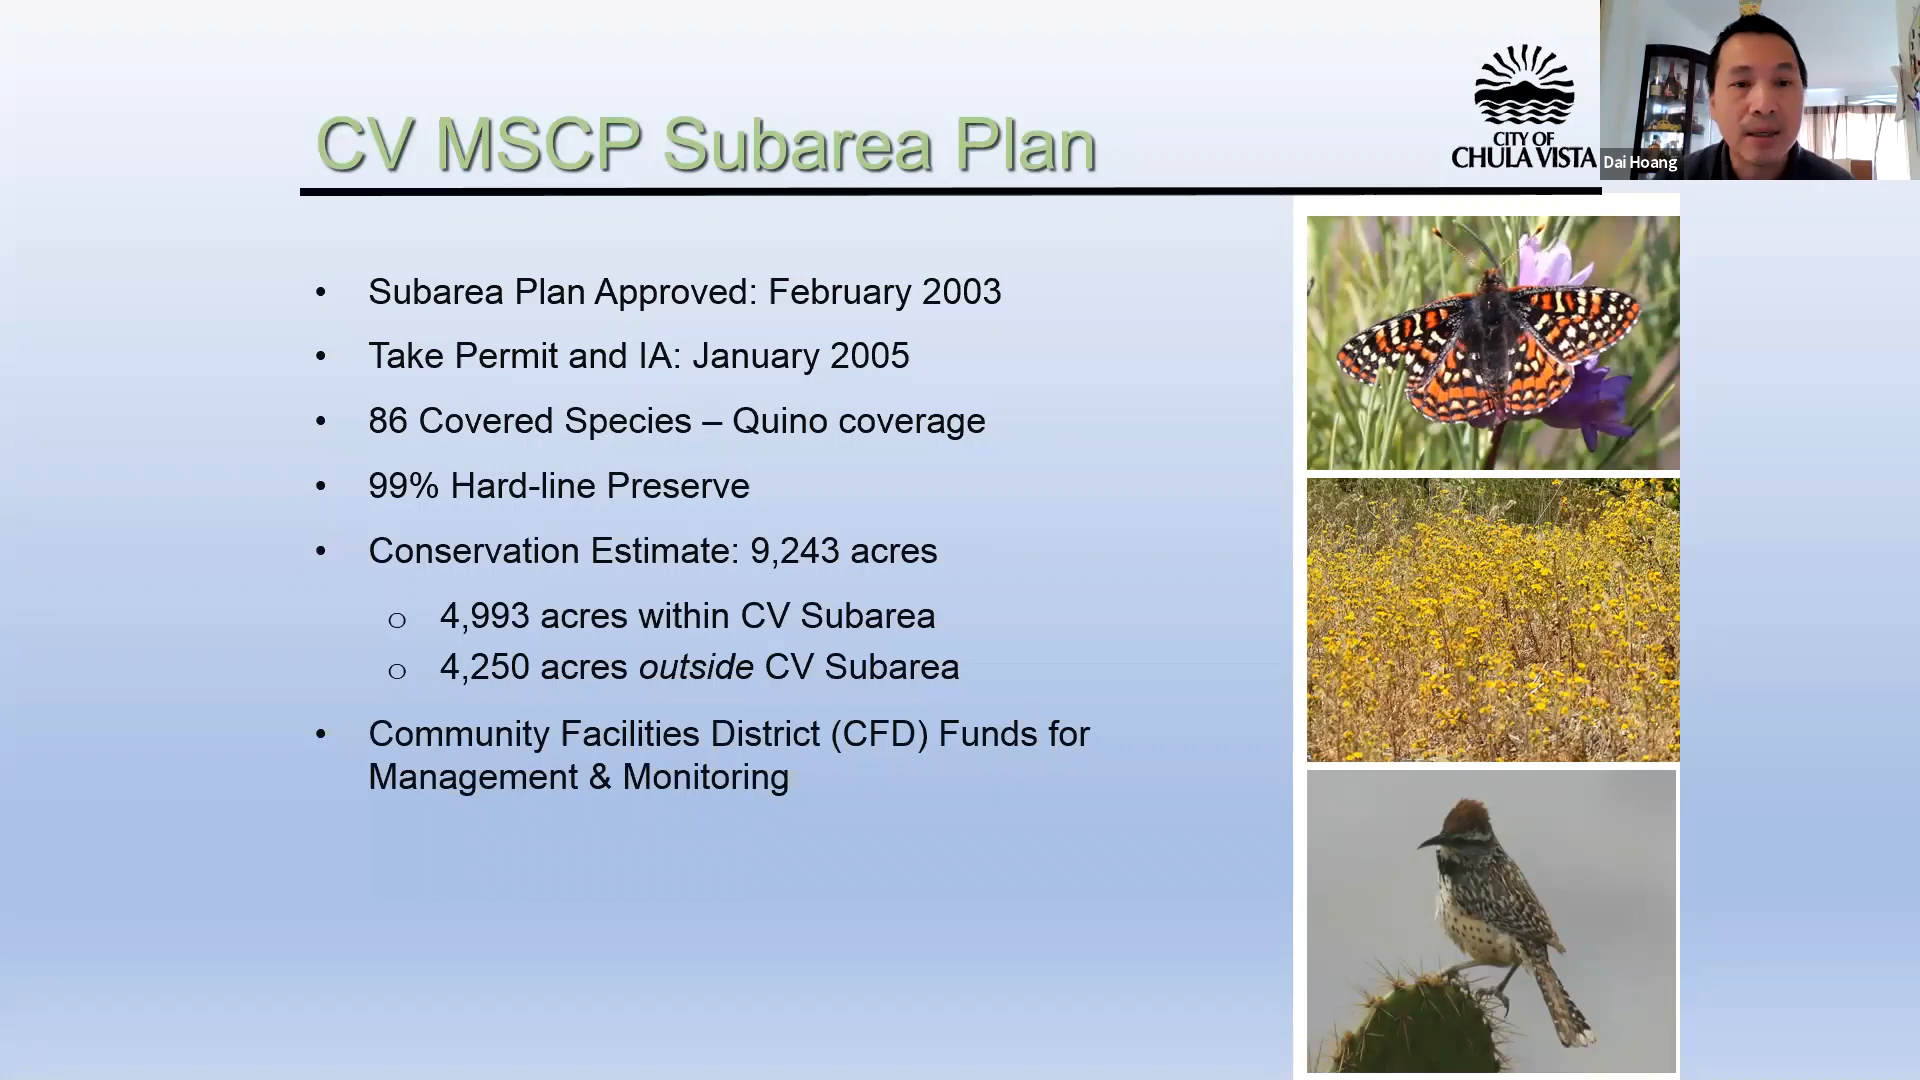 CV MSCP Subarea Plan
CITY OF
CHULA VISTA
Dai Hoang
• Subarea Plan Approved: February 2003
• Take Permit and IA: January 2005
• 86 Covered Species – Quino coverage
• 99% Hard-line Preserve
• Conservation Estimate: 9,243 acres
o 4,993 acres within CV Subarea
o 4,250 acres outside CV Subarea
• Community Facilities District (CFD) Funds for
Management & Monitoring